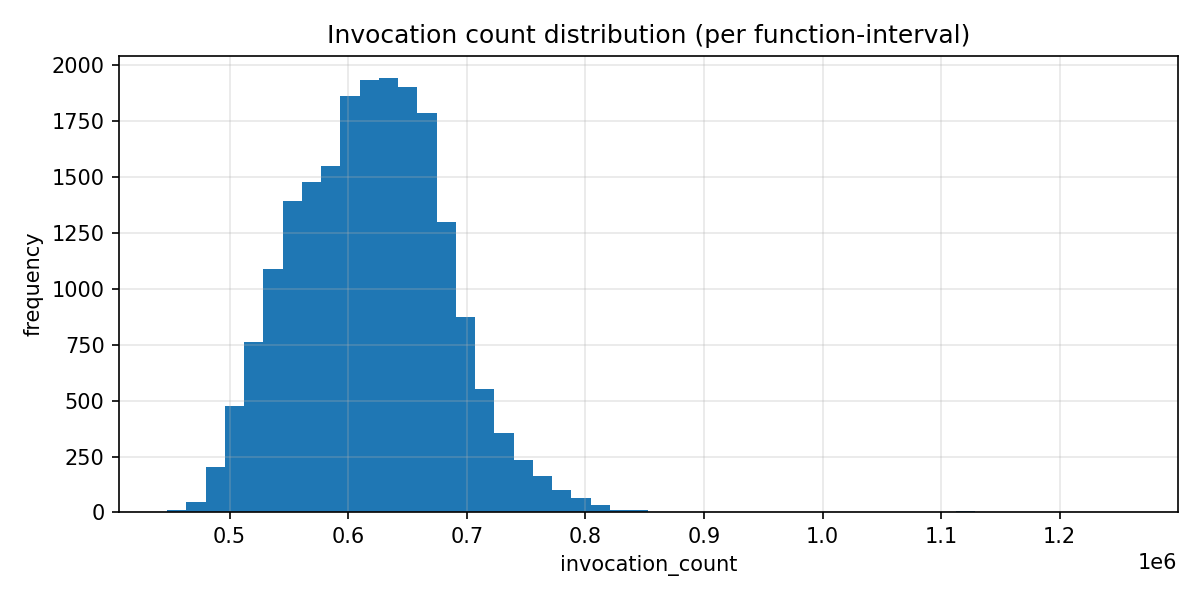 Invocation count distribution (per function-interval)
frequency
2000
1750
1500
1250
1000
750
500
250
0
0.5 0.6 0.7 0.8 0.9 1.0 1.1 1.2
1e6
invocation_count